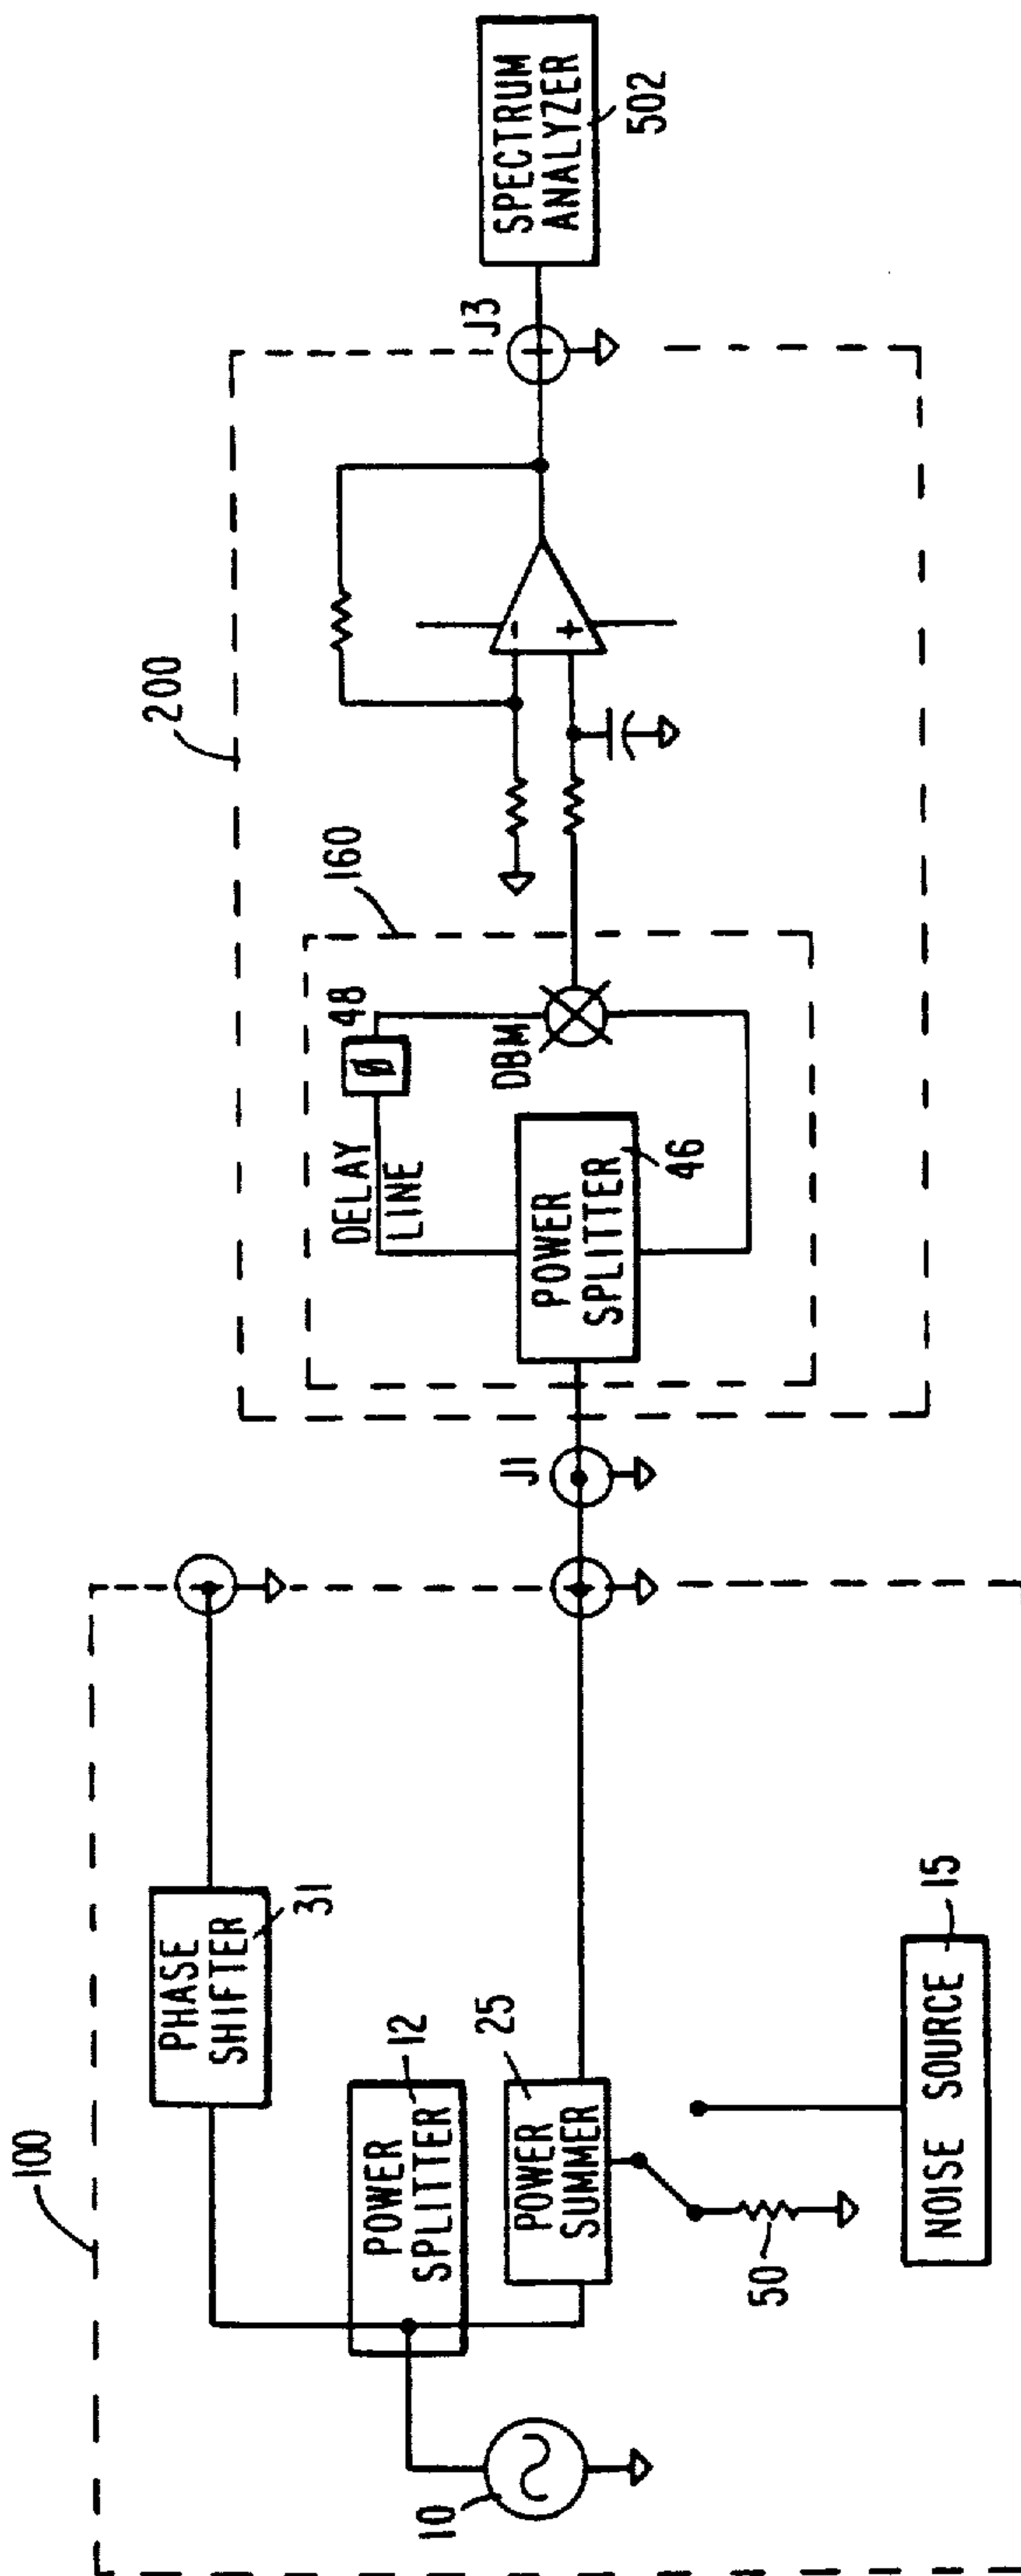 100
10
POWER
SPLITTER
12
PHASE
SHIFTER
31
POWER
SUMMER
25
50
NOISE SOURCE
15
J1
200
160
POWER
SPLITTER
46
DELAY
LINE
Ø
48
DBM
-
+
J3
SPECTRUM
ANALYZER
502